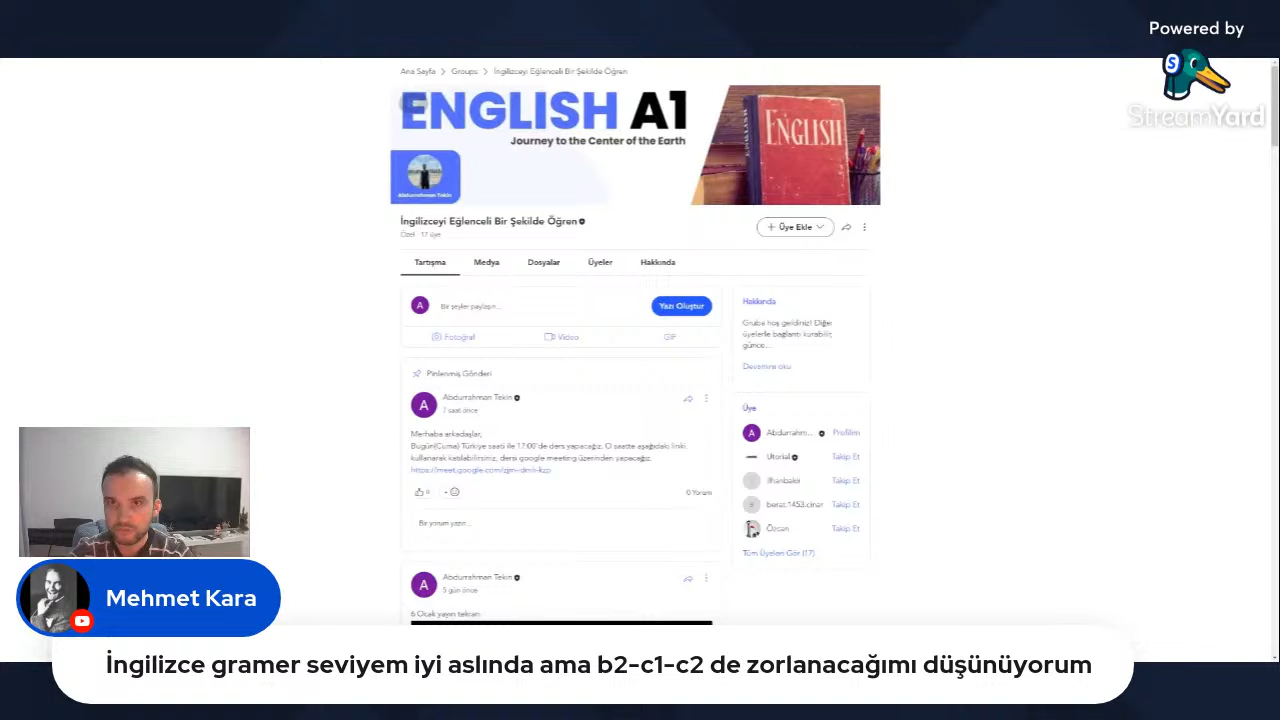 Powered by
StreamYard
Ana Sayfa > Groups > İngilizceyi Eğlenceli Bir Şekilde Öğren
ENGLISH A1
Journey to the Center of the Earth
ENGLISH
ENGLISH
Abdurrahman Tekin
İngilizceyi Eğlenceli Bir Şekilde Öğren
Özel · 17 üye
+ Üye Ekle
Tartışma Medya Dosyalar Üyeler Hakkında
A Bir şeyler paylaşın...
Yazı Oluştur
Fotoğraf Video GIF
Pinlenmiş Gönderi
A Abdurrahman Tekin
7 saat önce
Merhaba arkadaşlar,
Bugün(Cuma) Türkiye saati ile 17:00'de ders yapacağız. O saatte aşağıdaki linki
kullanarak katılabilirsiniz, dersi google meeting üzerinden yapacağız.
0
0 Yorum
Bir yorum yazın...
A Abdurrahman Tekin
5 gün önce
6 Ocak yayın tekrarı
Hakkında
Gruba hoş geldiniz! Diğer
üyelerle bağlantı kurabilir,
günce...
Devamını oku
Üye
A Abdurrahm... Profilim
Utorial Takip Et
ilhanbakir Takip Et
berat.1453.cinar Takip Et
Özcan Takip Et
Tüm Üyeleri Gör (17)
Mehmet Kara
İngilizce gramer seviyem iyi aslında ama b2-c1-c2 de zorlanacağımı düşünüyorum